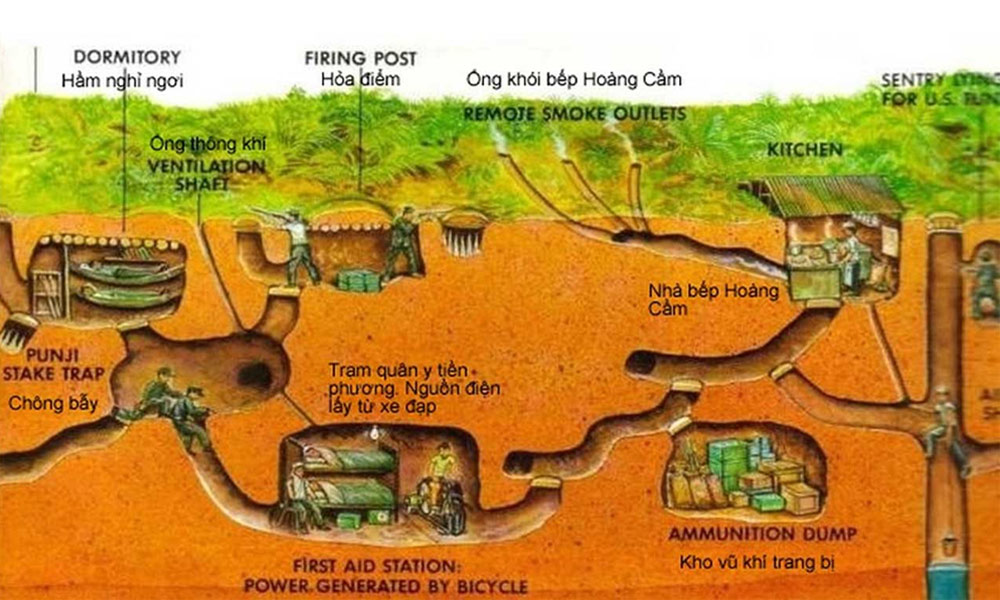 DORMITORY
Hầm nghỉ ngơi
FIRING POST
Hỏa điểm
Ống khói bếp Hoàng Cầm
REMOTE SMOKE OUTLETS
SENTRY
FOR U.S.
Ống thông khí
VENTILATION
SHAFT
KITCHEN
Nhà bếp Hoàng
Cầm
PUNJI
STAKE TRAP
Chông bẫy
Trạm quân y tiền
phương. Nguồn điện
lấy từ xe đạp
AMMUNITION DUMP
Kho vũ khí trang bị
FIRST AID STATION:
POWER GENERATED BY BICYCLE